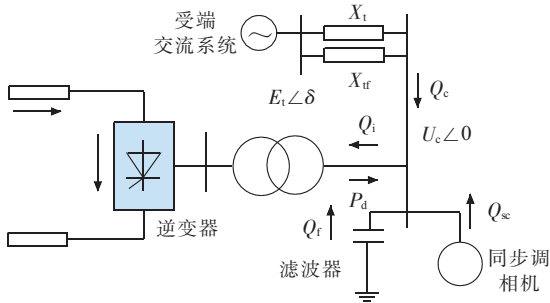 受端
交流系统
X_t
X_tf
E_t∠δ
Q_c
Q_i
U_c∠0
P_d
Q_f
Q_sc
逆变器
滤波器
同步调
相机